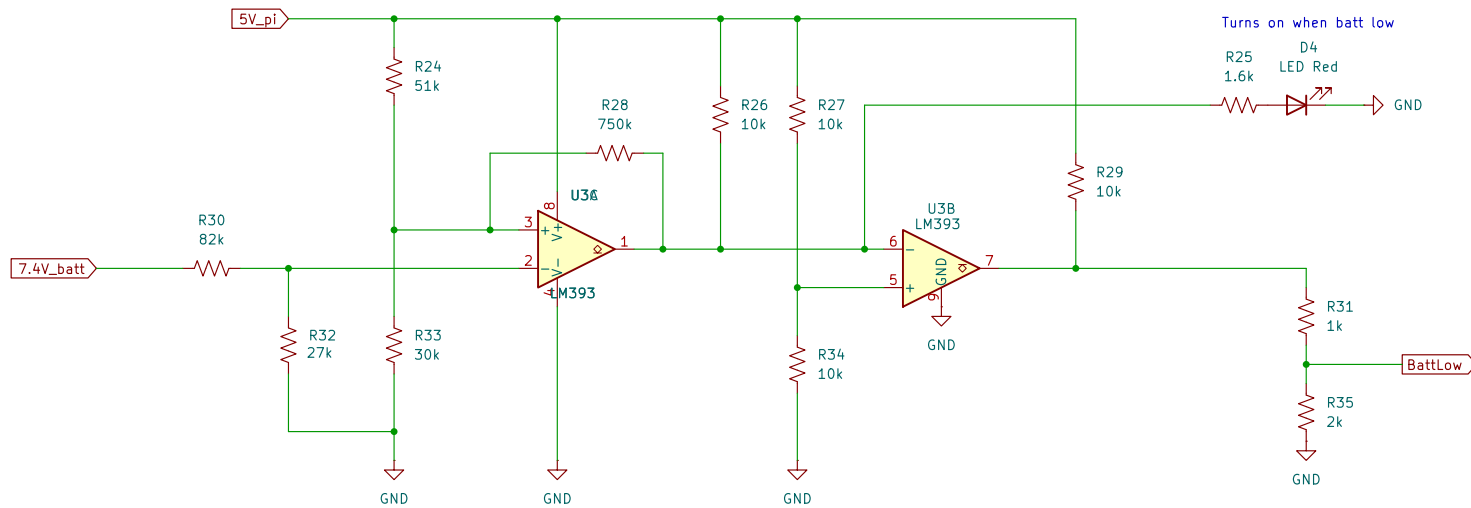 5V_pi
Turns on when batt low
D4
LED Red
R25
1.6k
GND
R24
51k
R28
750k
R26
10k
R27
10k
R29
10k
8
3
+
V+
2
-
V-
4
1
LM393
R30
82k
7.4V_batt
U3B
LM393
6
-
5
+
GND
9
7
GND
R32
27k
R33
30k
R34
10k
R31
1k
BattLow
R35
2k
GND
GND
GND
GND